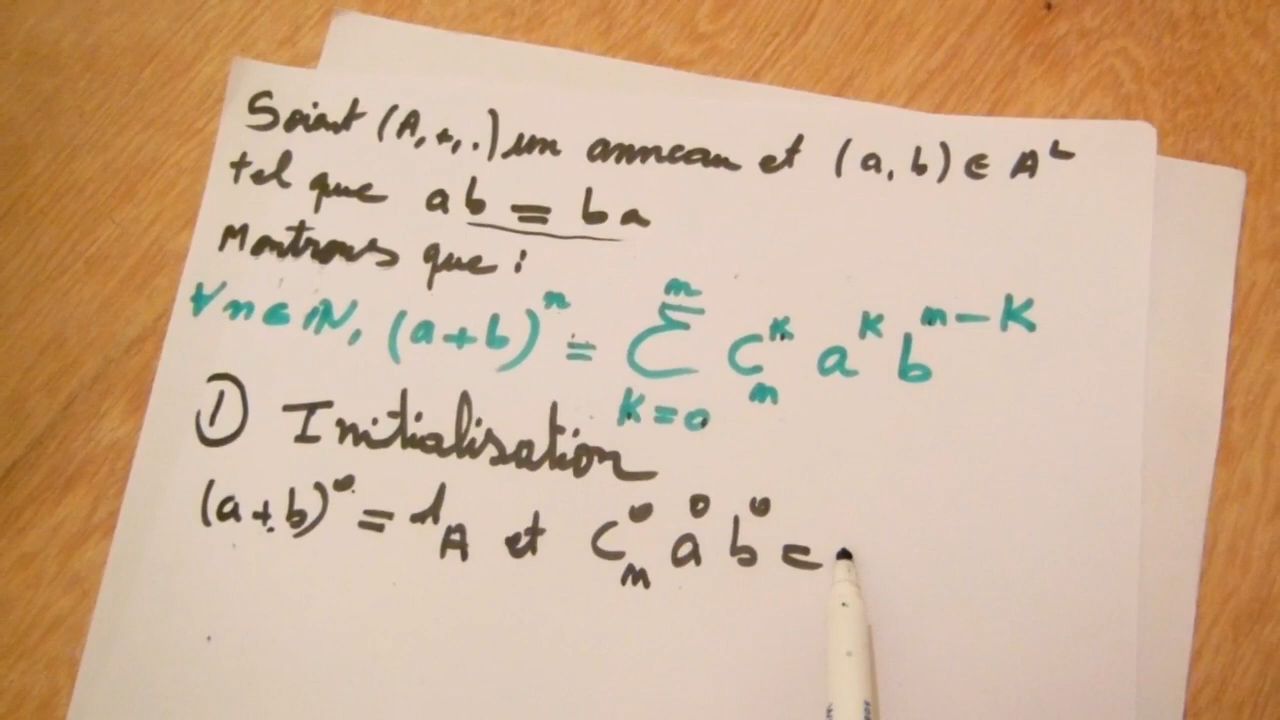 Soient (A, +, .) un anneau et (a, b) ∈ A²
tel que ab = ba
Montrons que :
∀n∈ℕ, (a+b)ⁿ = ∑_{K=0}^{n} C_n^K a^K b^{n-K}
① Initialisation
(a+b)⁰ = 1_A et C_n^0 a⁰ b⁰ =